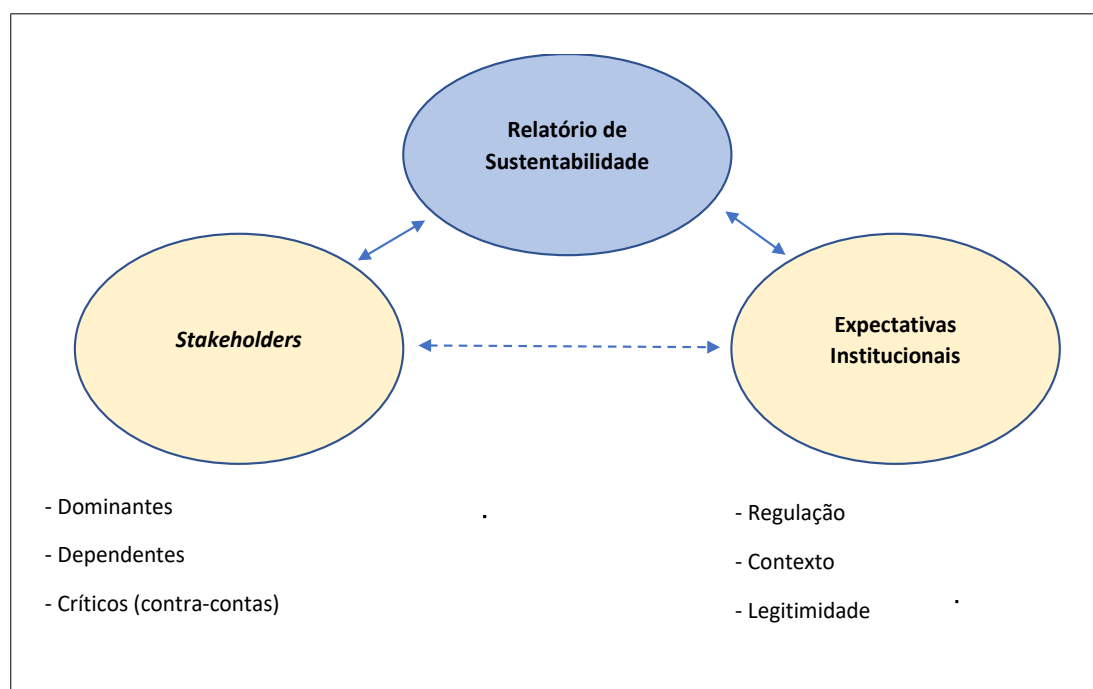 Relatório de
Sustentabilidade
Stakeholders
Expectativas
Institucionais
- Dominantes
- Dependentes
- Críticos (contra-contas)
- Regulação
- Contexto
- Legitimidade